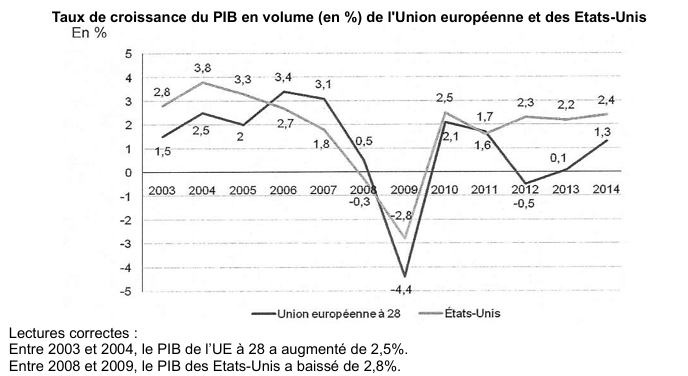 Taux de croissance du PIB en volume (en %) de l'Union européenne et des Etats-Unis
En %
5
4
3
2
1
0
-1
-2
-3
-4
-5
2,8 3,8 3,3 2,7 1,8 -0,3 -2,8 2,5 1,6 2,3 2,2 2,4
1,5 2,5 2 3,4 3,1 0,5 -4,4 2,1 1,7 -0,5 0,1 1,3
2003 2004 2005 2006 2007 2008 2009 2010 2011 2012 2013 2014
Union européenne à 28 États-Unis
Lectures correctes :
Entre 2003 et 2004, le PIB de l'UE à 28 a augmenté de 2,5%.
Entre 2008 et 2009, le PIB des Etats-Unis a baissé de 2,8%.